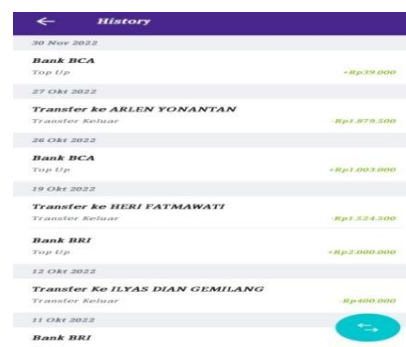 History
30 Nov 2022
Bank BCA
Top Up
+Rp39.000
27 Okt 2022
Transfer ke ARLEN YONANTAN
Transfer Keluar
-Rp1.879.500
26 Okt 2022
Bank BCA
Top Up
+Rp1.003.000
19 Okt 2022
Transfer ke HERI FATMAWATI
Transfer Keluar
-Rp1.524.500
Bank BRI
Top Up
+Rp2.000.000
12 Okt 2022
Transfer Ke ILYAS DIAN GEMILANG
Transfer Keluar
-Rp400.000
11 Okt 2022
Bank BRI